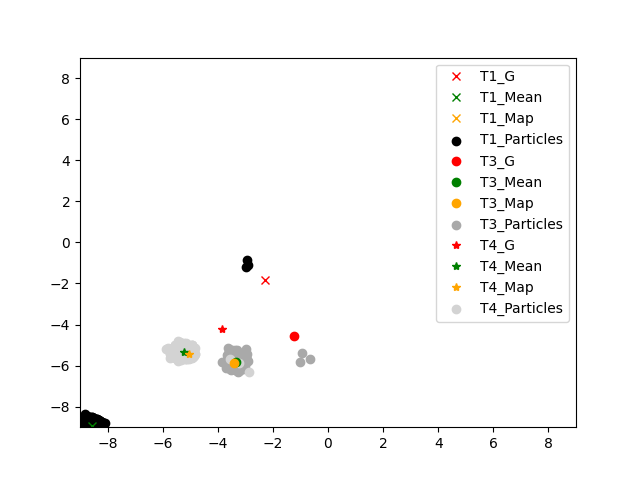 8
6
4
2
0
−2
−4
−6
−8
−8
−6
−4
−2
0
2
4
6
8
T1_G
T1_Mean
T1_Map
T1_Particles
T3_G
T3_Mean
T3_Map
T3_Particles
T4_G
T4_Mean
T4_Map
T4_Particles